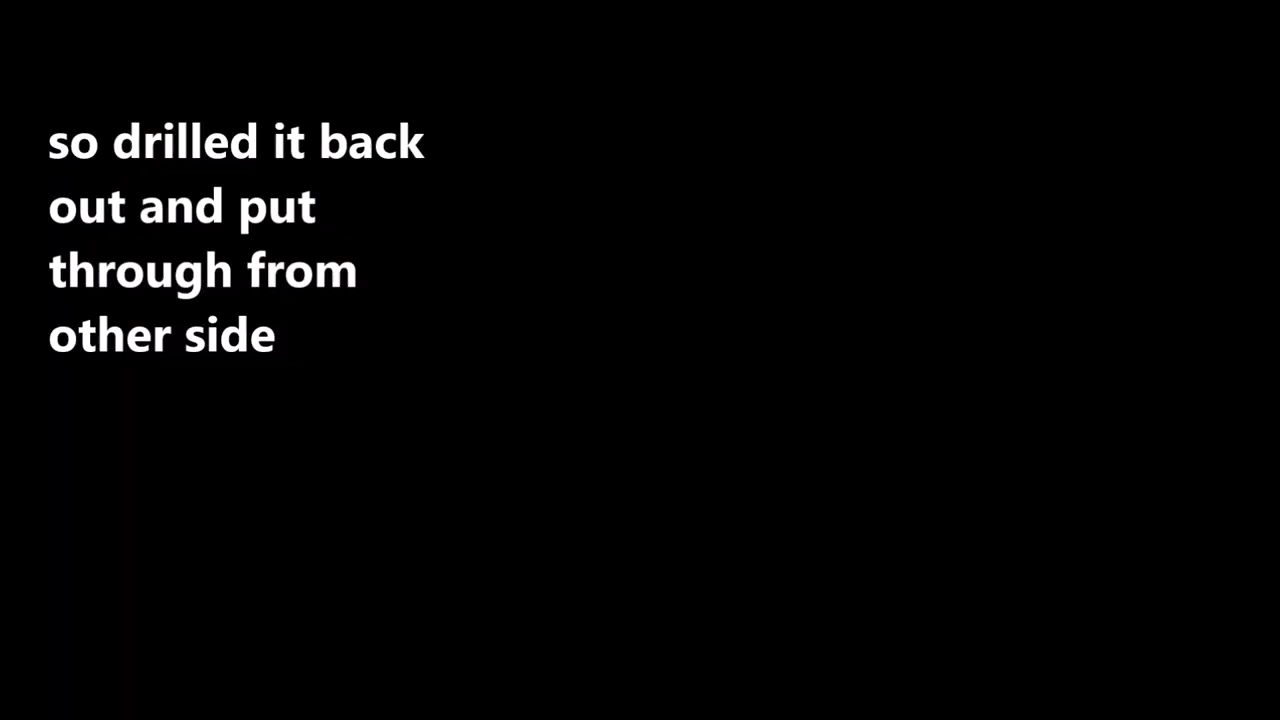 so drilled it back
out and put
through from
other side